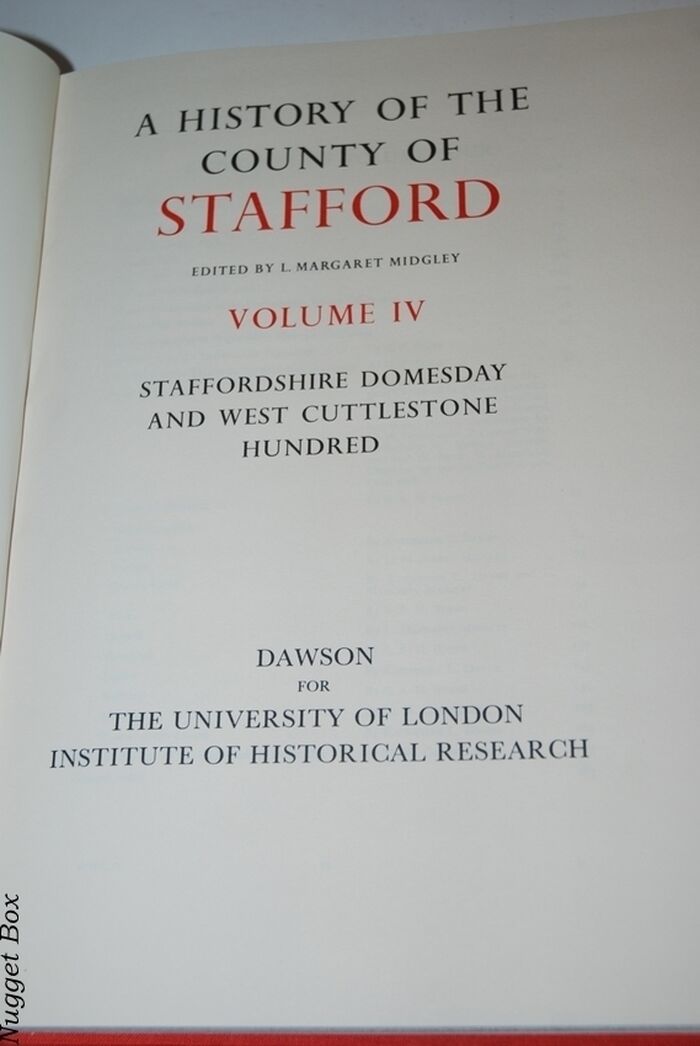 A HISTORY OF THE
COUNTY OF
STAFFORD
EDITED BY L. MARGARET MIDGLEY
VOLUME IV
STAFFORDSHIRE DOMESDAY
AND WEST CUTTLESTONE
HUNDRED
DAWSON
FOR
THE UNIVERSITY OF LONDON
INSTITUTE OF HISTORICAL RESEARCH
Nugget Box